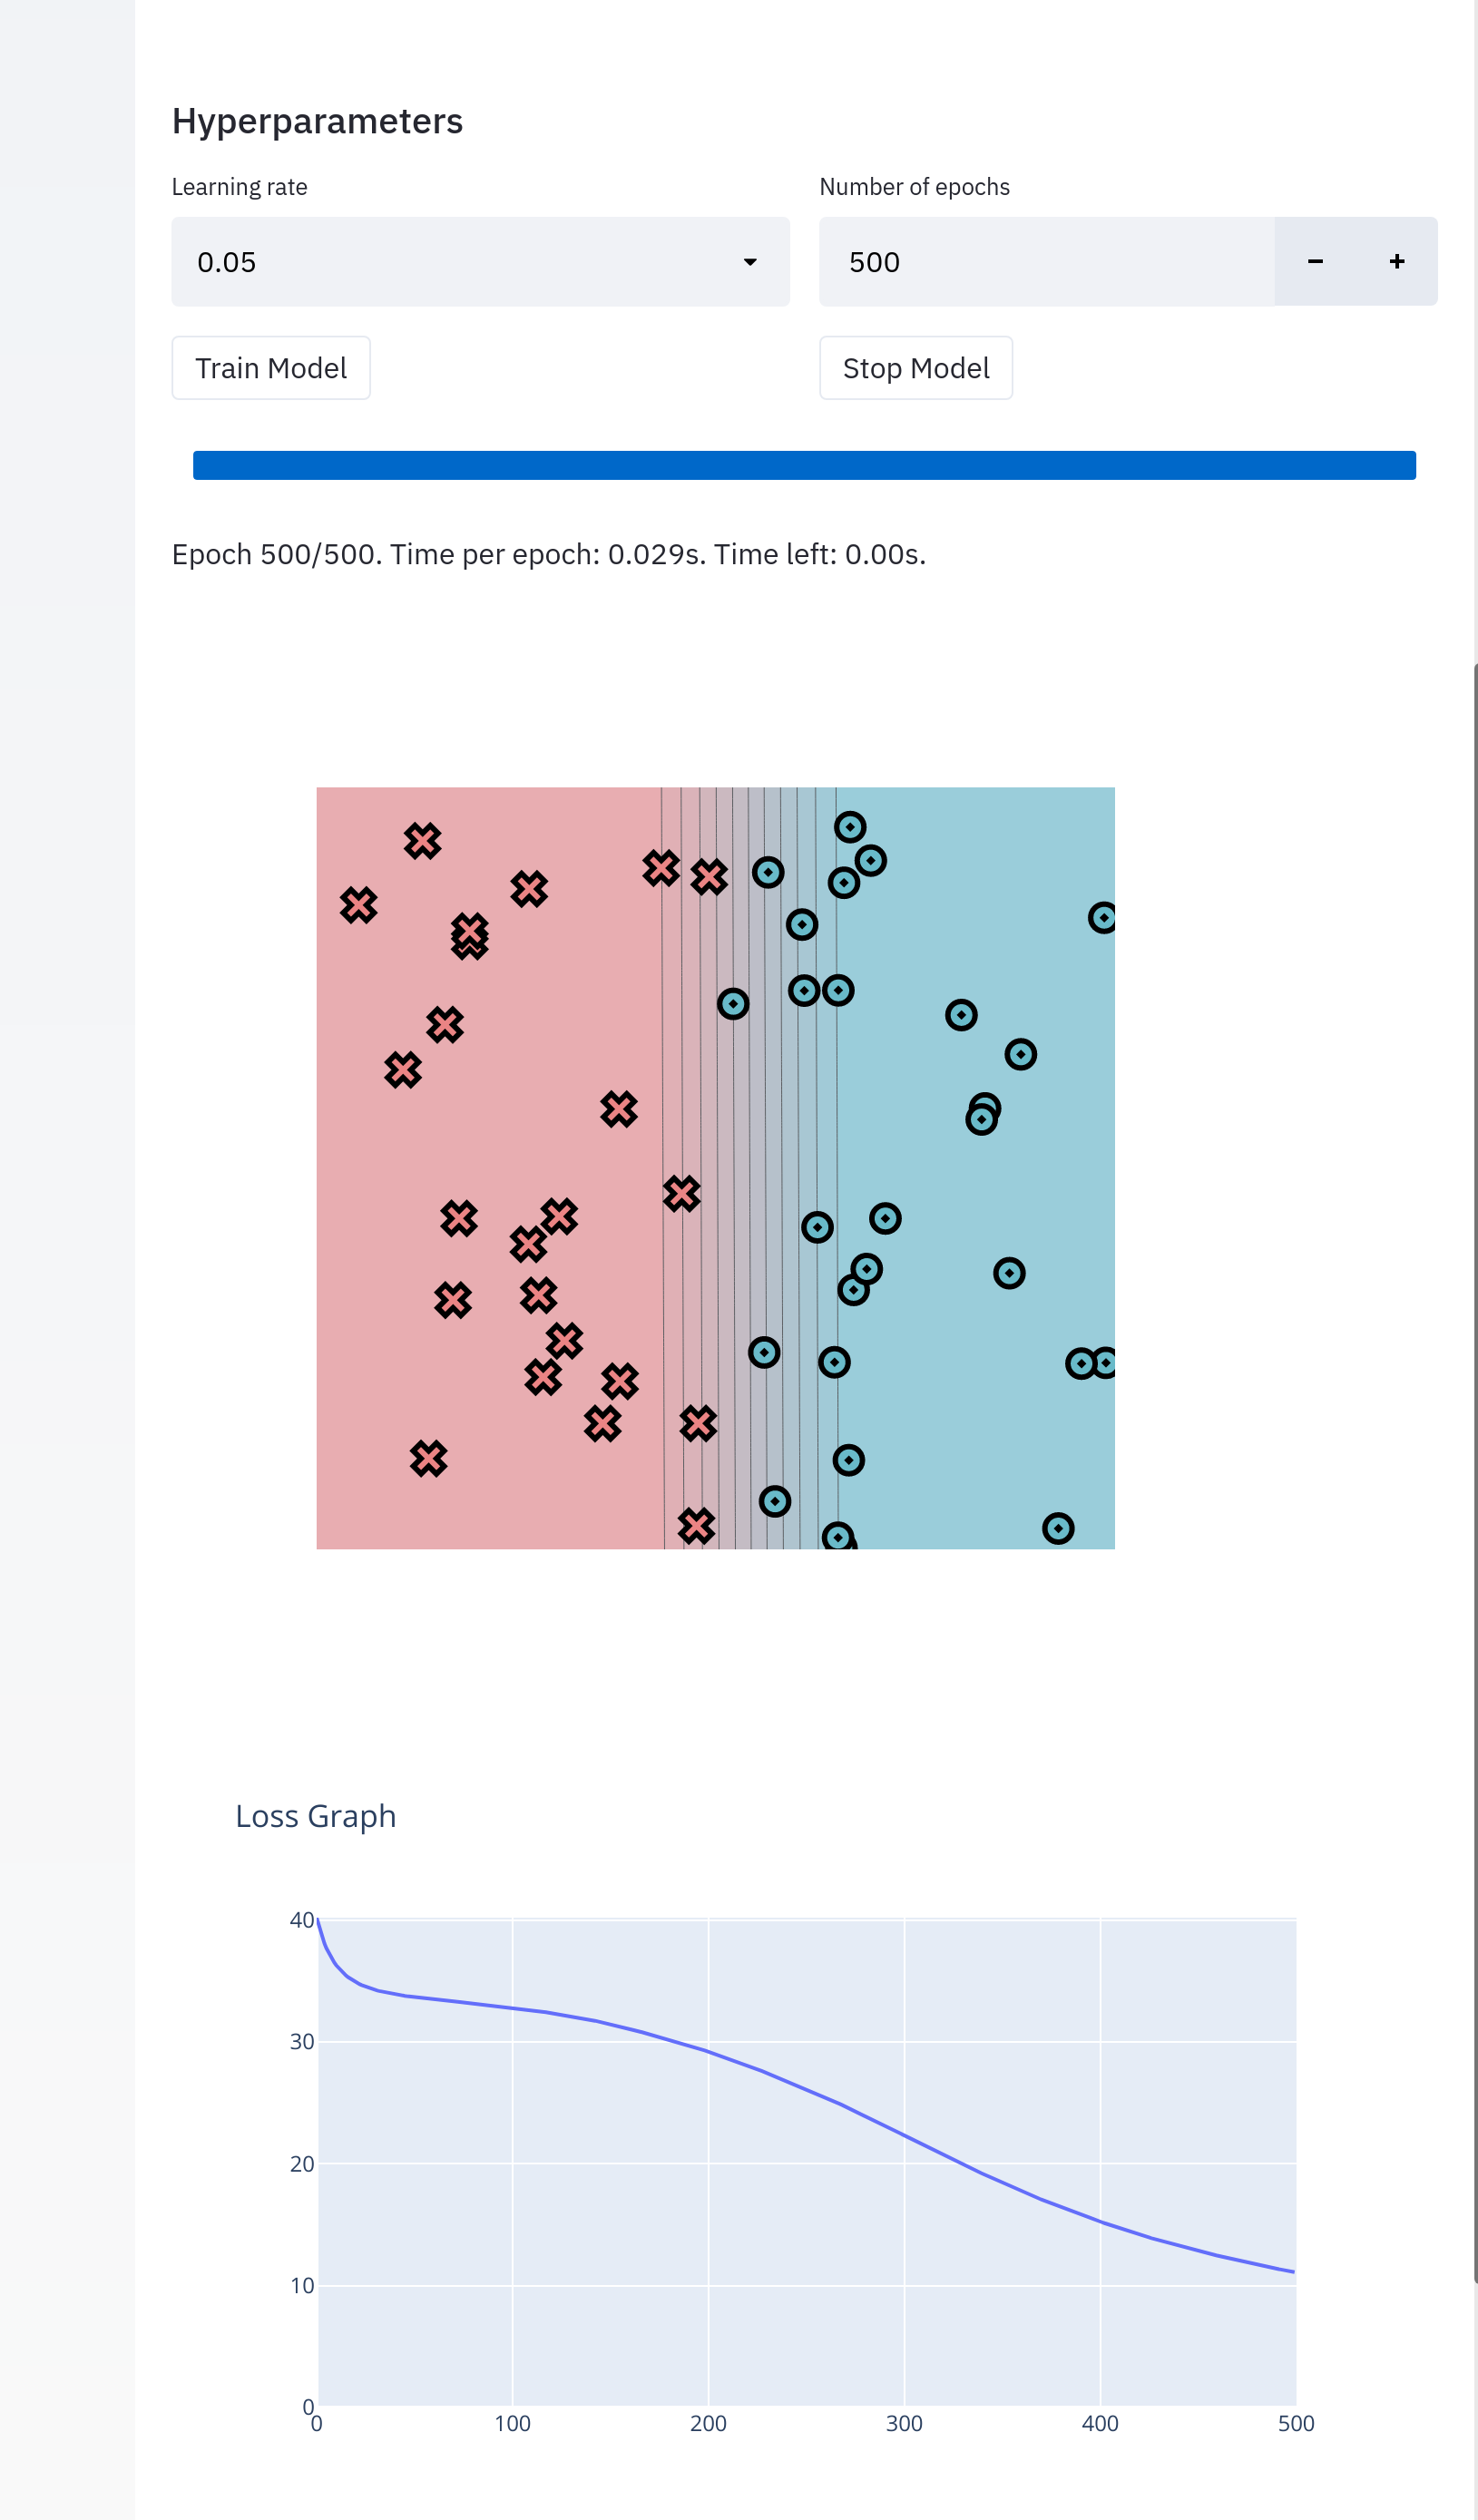 Hyperparameters
Learning rate
Number of epochs
0.05
500
− +
Train Model
Stop Model
Epoch 500/500. Time per epoch: 0.029s. Time left: 0.00s.
Loss Graph
40
30
20
10
0
0 100 200 300 400 500